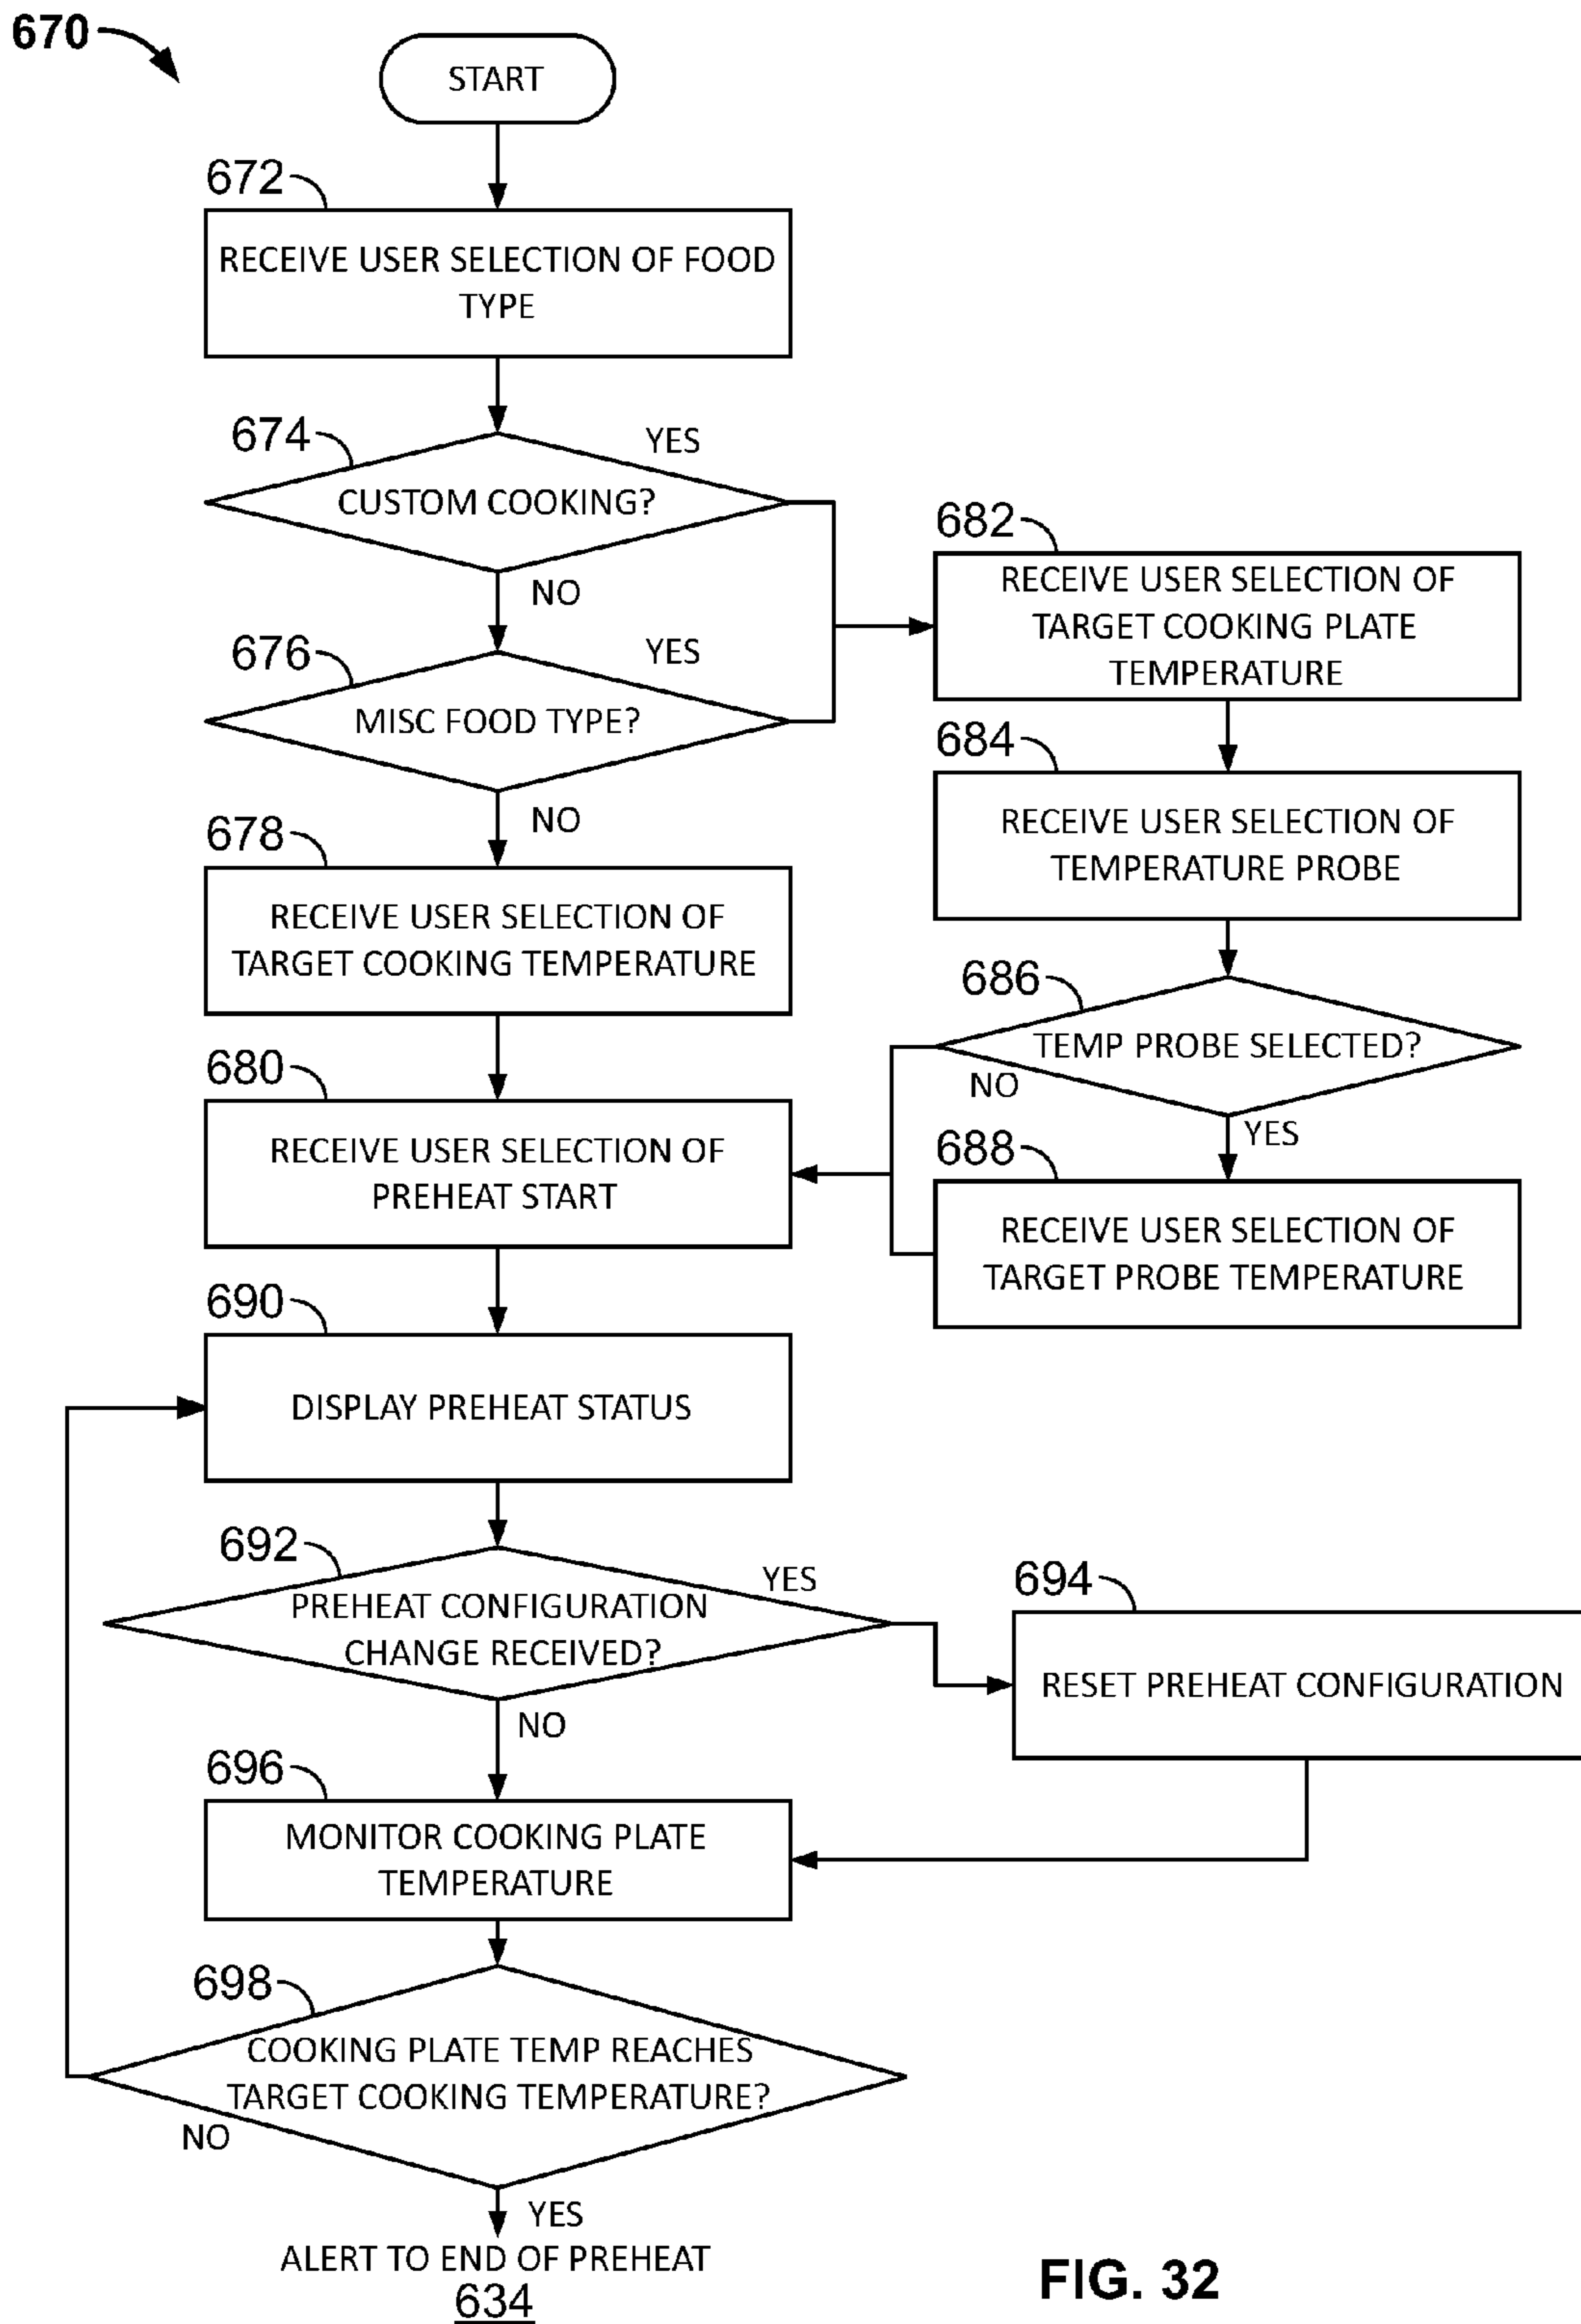 670
START
672
RECEIVE USER SELECTION OF FOOD
TYPE
674
YES
CUSTOM COOKING?
NO
676
YES
MISC FOOD TYPE?
NO
678
RECEIVE USER SELECTION OF
TARGET COOKING TEMPERATURE
680
RECEIVE USER SELECTION OF
PREHEAT START
682
RECEIVE USER SELECTION OF
TARGET COOKING PLATE
TEMPERATURE
684
RECEIVE USER SELECTION OF
TEMPERATURE PROBE
686
TEMP PROBE SELECTED?
NO
YES
688
RECEIVE USER SELECTION OF
TARGET PROBE TEMPERATURE
690
DISPLAY PREHEAT STATUS
692
YES
PREHEAT CONFIGURATION
CHANGE RECEIVED?
NO
694
RESET PREHEAT CONFIGURATION
696
MONITOR COOKING PLATE
TEMPERATURE
698
COOKING PLATE TEMP REACHES
TARGET COOKING TEMPERATURE?
NO
YES
ALERT TO END OF PREHEAT
634
FIG. 32